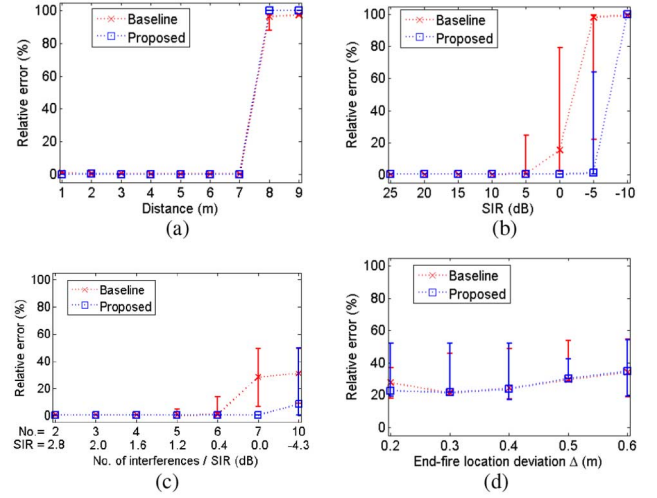 100
80
60
40
20
0
Relative error (%)
Baseline
Proposed
1 2 3 4 5 6 7 8 9
Distance (m)
(a)
100
80
60
40
20
0
Relative error (%)
Baseline
Proposed
25 20 15 10 5 0 -5 -10
SIR (dB)
(b)
100
80
60
40
20
0
Relative error (%)
Baseline
Proposed
No.= 2 3 4 5 6 7 10
SIR = 2.8 2.0 1.6 1.2 0.4 0.0 -4.3
No. of interferences / SIR (dB)
(c)
100
80
60
40
20
0
Relative error (%)
Baseline
Proposed
0.2 0.3 0.4 0.5 0.6
End-fire location deviation Δ (m)
(d)